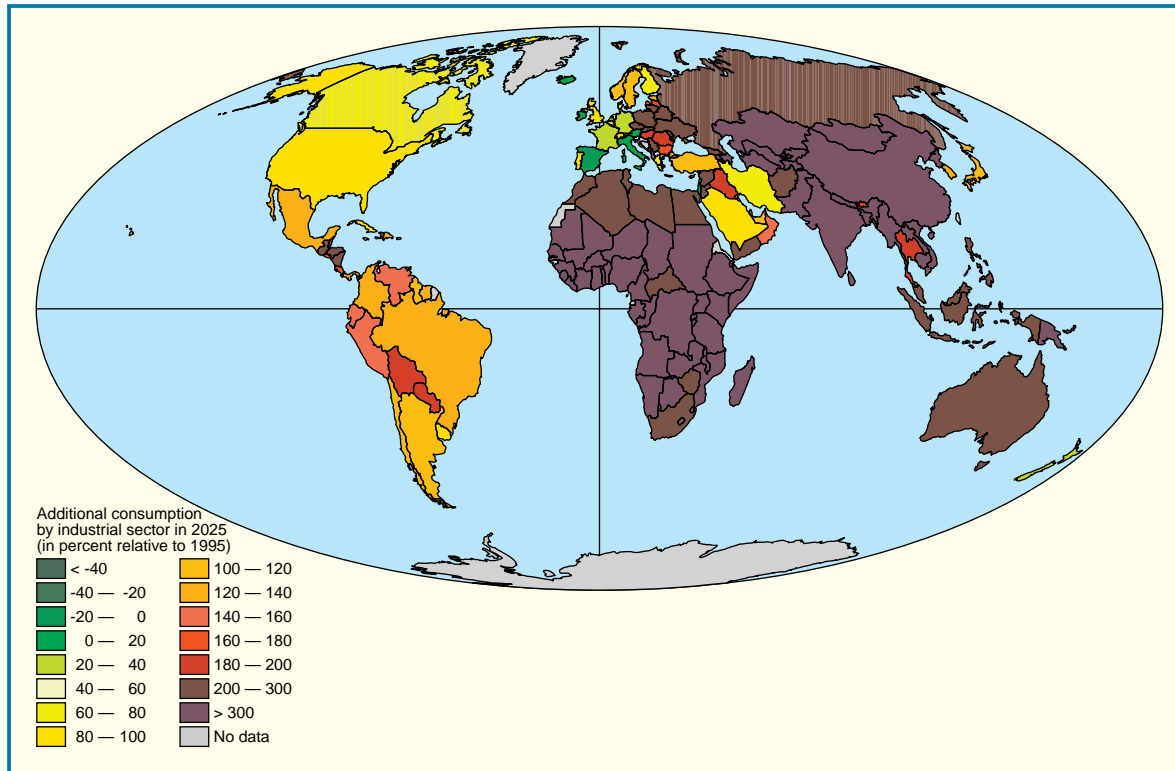 Additional consumption
by industrial sector in 2025
(in percent relative to 1995)
< -40
-40 — -20
-20 — 0
0 — 20
20 — 40
40 — 60
60 — 80
80 — 100
100 — 120
120 — 140
140 — 160
160 — 180
180 — 200
200 — 300
> 300
No data